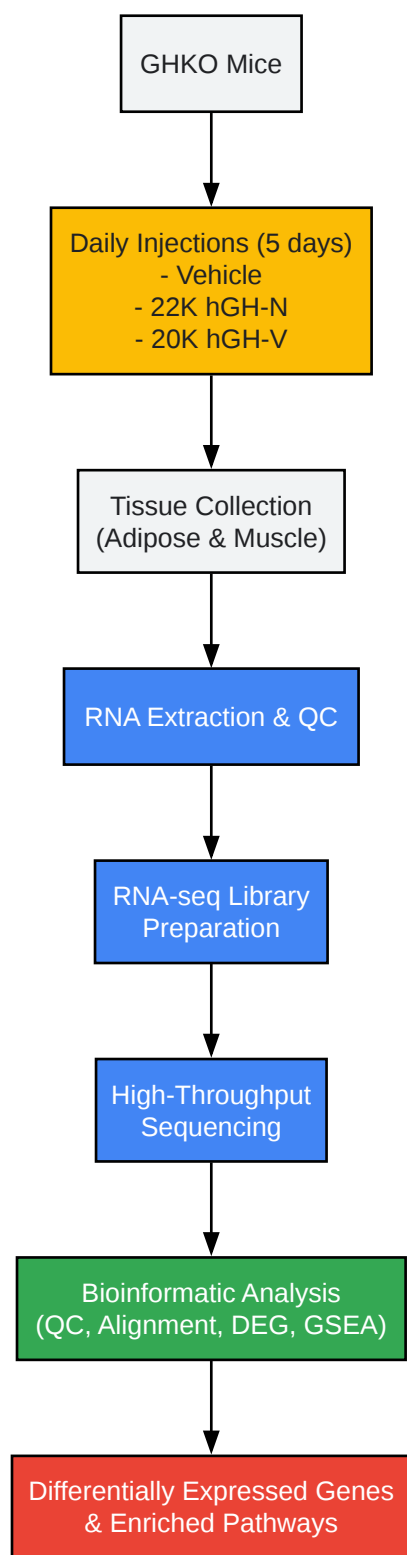 GHKO Mice
Daily Injections (5 days)
- Vehicle
- 22K hGH-N
- 20K hGH-V
Tissue Collection
(Adipose & Muscle)
RNA Extraction & QC
RNA-seq Library
Preparation
High-Throughput
Sequencing
Bioinformatic Analysis
(QC, Alignment, DEG, GSEA)
Differentially Expressed Genes
& Enriched Pathways